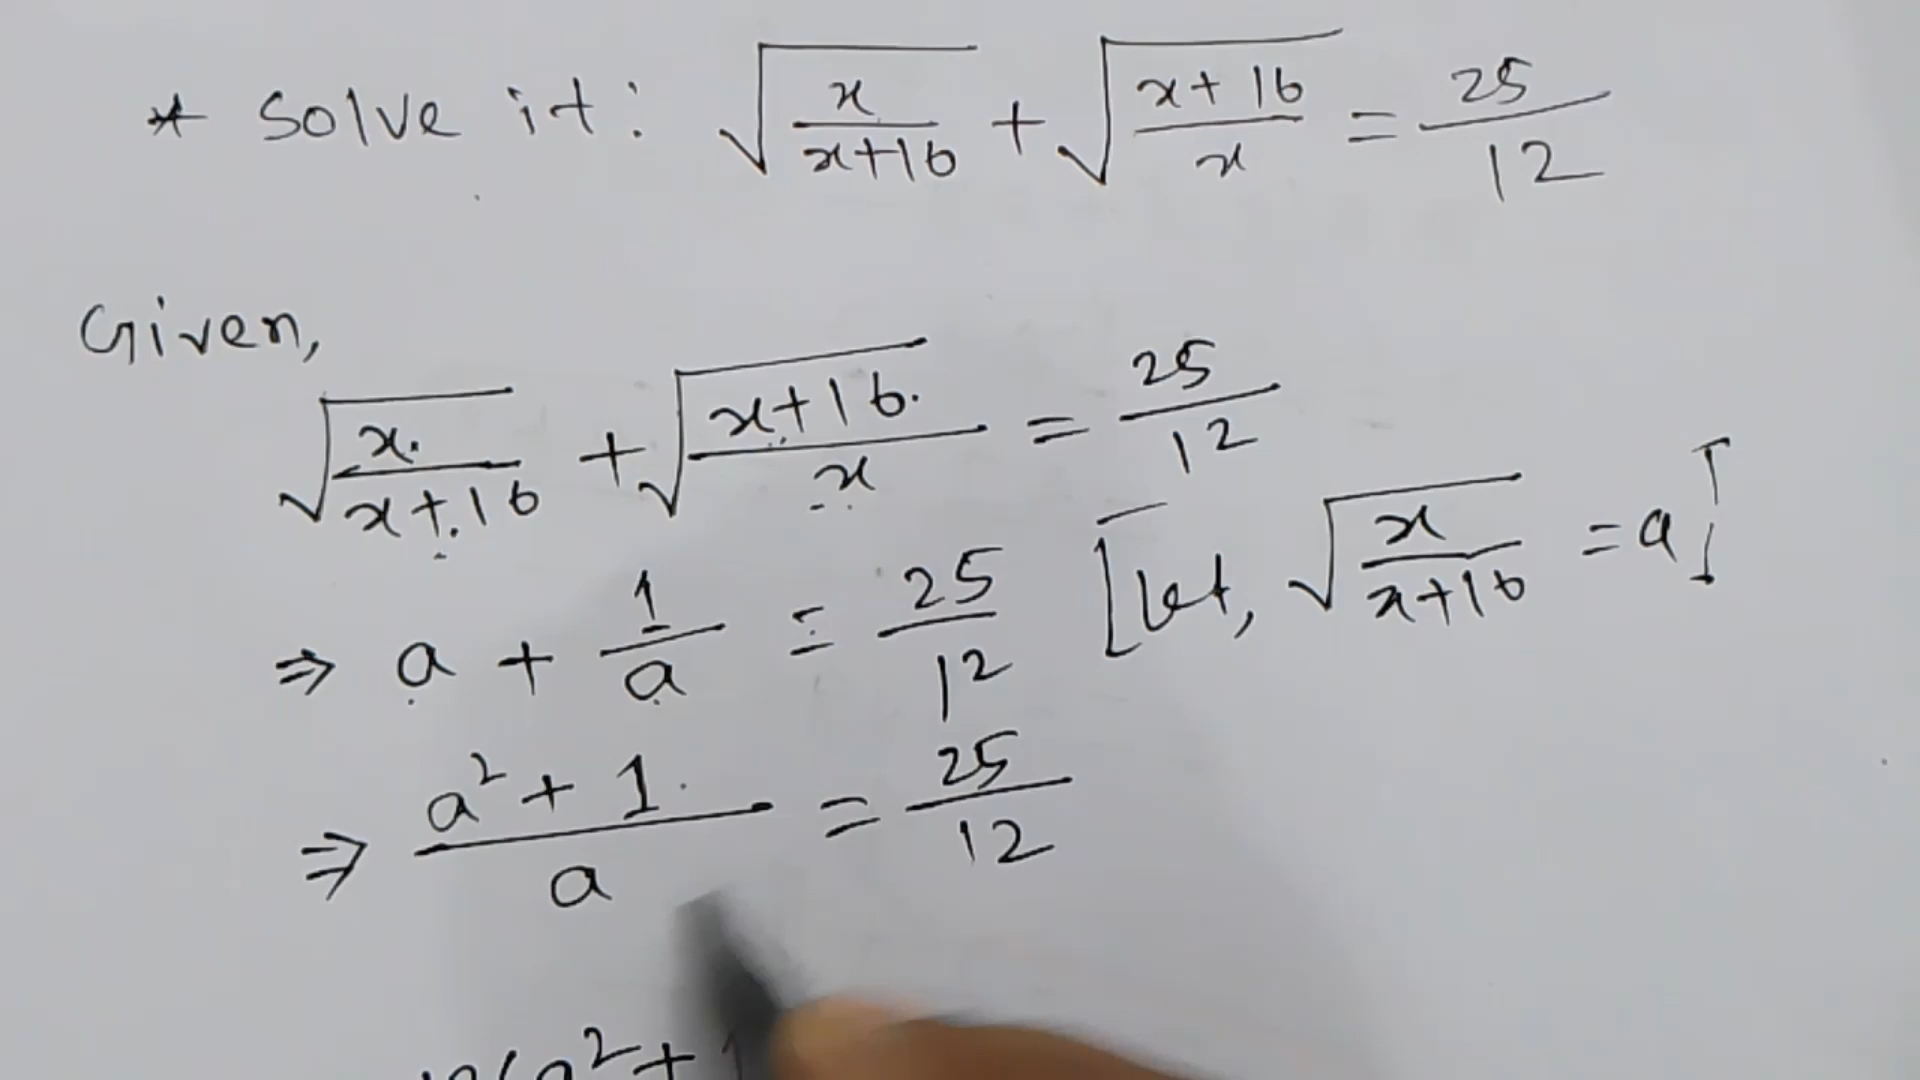 * Solve it: √(x/(x+16)) + √((x+16)/x) = 25/12
Given,
√(x/(x+16)) + √((x+16)/x) = 25/12
⇒ a + 1/a = 25/12 [Let, √(x/(x+16)) = a]
⇒ (a² + 1)/a = 25/12
(a² +